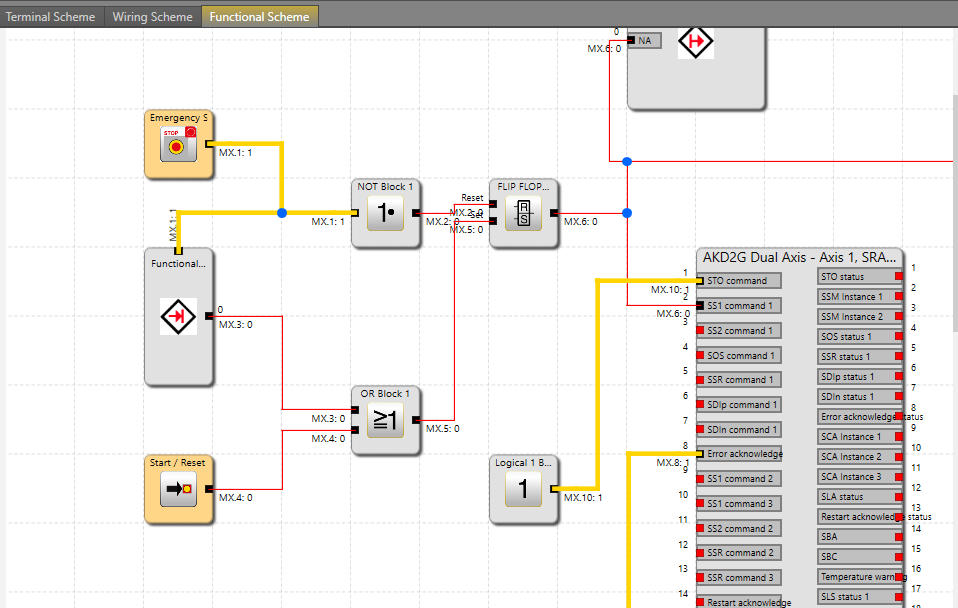 Terminal Scheme
Wiring Scheme
Functional Scheme
0
NA
MX.6: 0
Emergency S
STOP
MX.1: 1
MX.1: 1
Functional...
0
MX.3: 0
NOT Block 1
1
MX.1: 1
MX.2: 0
FLIP FLOP...
Reset
MX.2: 0
Set
MX.5: 0
R
S
MX.6: 0
OR Block 1
≧1
MX.3: 0
MX.4: 0
MX.5: 0
Start / Reset
MX.4: 0
Logical 1 B...
1
MX.10: 1
AKD2G Dual Axis - Axis 1, SRA...
1
STO command
MX.10: 1
2
SS1 command 1
MX.6: 0
3
SS2 command 1
4
SOS command 1
5
SSR command 1
6
SDIp command 1
7
SDIn command 1
8
Error acknowledge
MX.8: 1
9
SS1 command 2
10
SS1 command 3
11
SS2 command 2
12
SSR command 2
13
SSR command 3
14
Restart acknowledge
1
STO status
2
SSM Instance 1
3
SSM Instance 2
4
SOS status 1
5
SSR status 1
6
SDIp status 1
7
SDIn status 1
8
Error acknowledge status
9
SCA Instance 1
10
SCA Instance 2
11
SCA Instance 3
12
SLA status
13
Restart acknowledge status
14
SBA
15
SBC
16
Temperature warning
17
SLS status 1